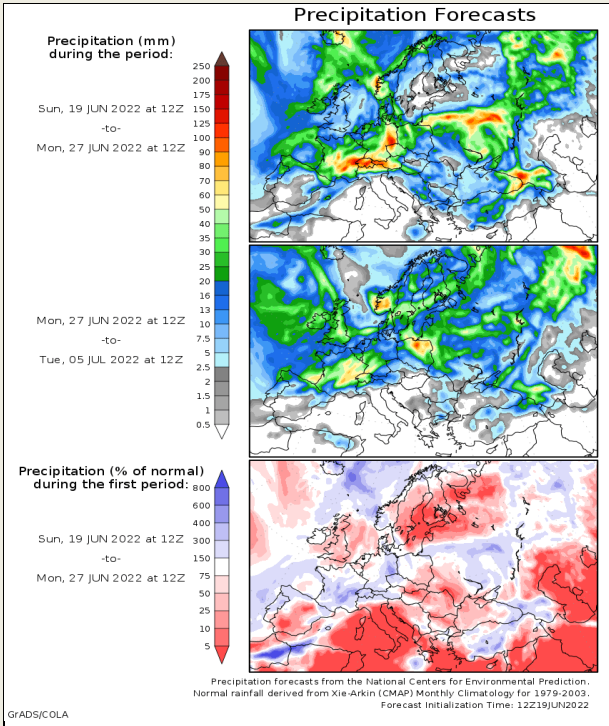 Precipitation Forecasts
Precipitation (mm)
during the period:
250
200
175
150
125
100
90
80
70
60
50
40
35
30
25
20
16
13
10
7.5
5
2.5
2
1.5
1
0.5
Sun, 19 JUN 2022 at 12Z
-to-
Mon, 27 JUN 2022 at 12Z
Mon, 27 JUN 2022 at 12Z
-to-
Tue, 05 JUL 2022 at 12Z
Precipitation (% of normal)
during the first period:
800
600
400
300
150
75
50
25
10
5
Sun, 19 JUN 2022 at 12Z
-to-
Mon, 27 JUN 2022 at 12Z
Precipitation forecasts from the National Centers for Environmental Prediction.
Normal rainfall derived from Xie-Arkin (CMAP) Monthly Climatology for 1979-2003.
Forecast Initialization Time: 12Z19JUN2022
GrADS/COLA